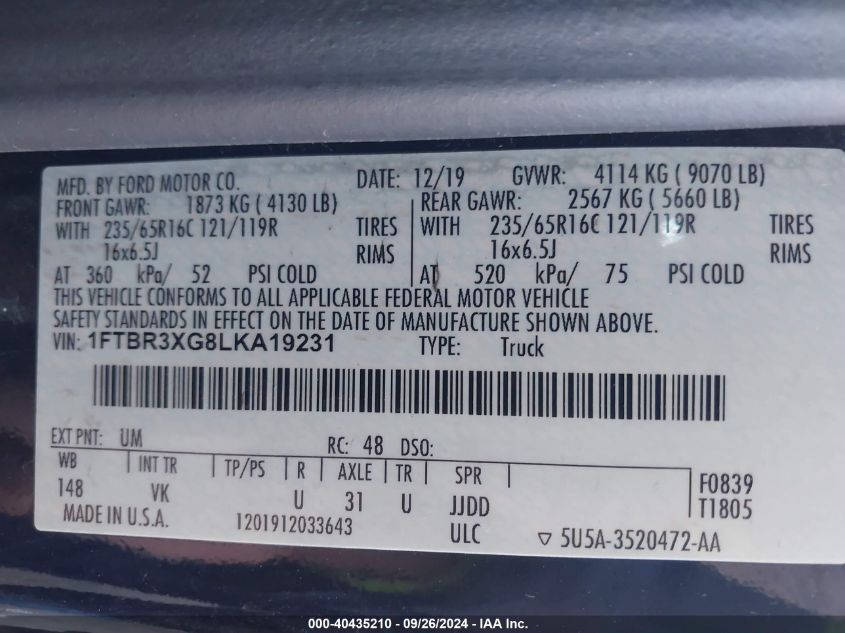 MFD. BY FORD MOTOR CO. DATE: 12/19 GVWR: 4114 KG ( 9070 LB)
FRONT GAWR: 1873 KG ( 4130 LB) REAR GAWR: 2567 KG ( 5660 LB)
WITH 235/65R16C 121/119R TIRES WITH 235/65R16C 121/119R TIRES
16x6.5J RIMS 16x6.5J RIMS
AT 360 kPa/ 52 PSI COLD AT 520 kPa/ 75 PSI COLD
THIS VEHICLE CONFORMS TO ALL APPLICABLE FEDERAL MOTOR VEHICLE
SAFETY STANDARDS IN EFFECT ON THE DATE OF MANUFACTURE SHOWN ABOVE.
VIN: 1FTBR3XG8LKA19231 TYPE: Truck
EXT PNT: UM RC: 48 DSO:
WB INT TR TP/PS R AXLE TR SPR F0839
148 VK U 31 U JJDD T1805
MADE IN U.S.A. 1201912033643 ULC ▽ 5U5A-3520472-AA
000-40435210 - 09/26/2024 - IAA Inc.